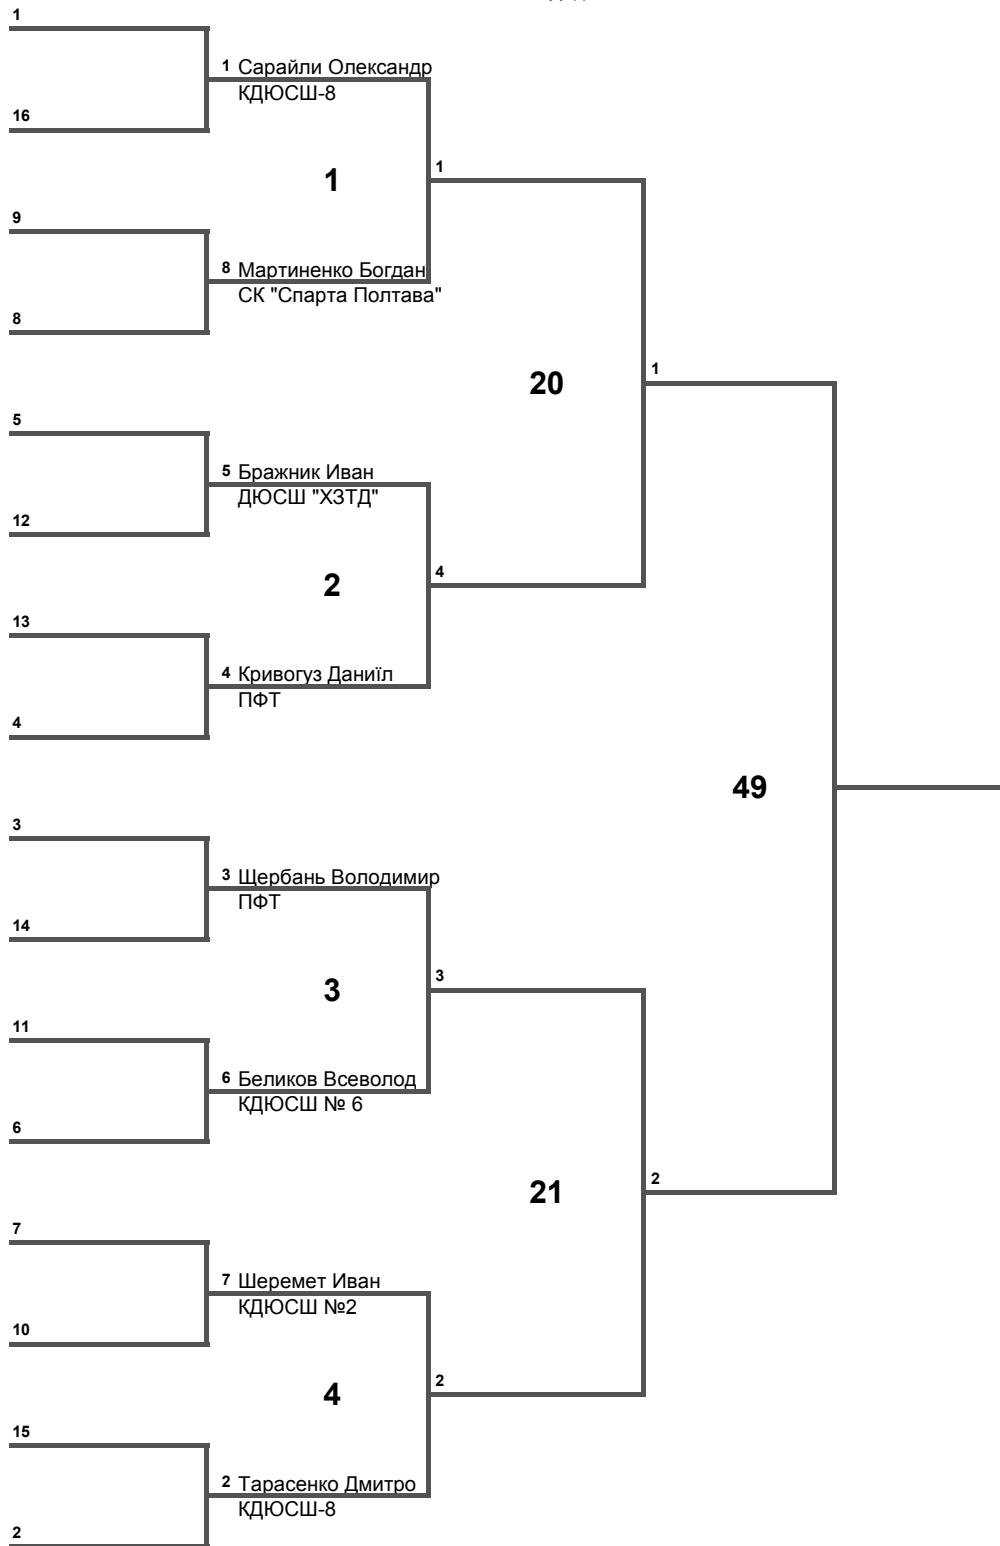 1
1 Сарайли Олександр
КДЮСШ-8
16
1
1
9
8 Мартиненко Богдан
СК "Спарта Полтава"
8
20
1
5
5 Бражник Иван
ДЮСШ "ХЗТД"
12
2
4
13
4 Кривогуз Даниїл
ПФТ
4
49
3
3 Щербань Володимир
ПФТ
14
3
3
11
6 Беликов Всеволод
КДЮСШ № 6
6
21
2
7
7 Шеремет Иван
КДЮСШ №2
10
4
2
15
2 Тарасенко Дмитро
КДЮСШ-8
2